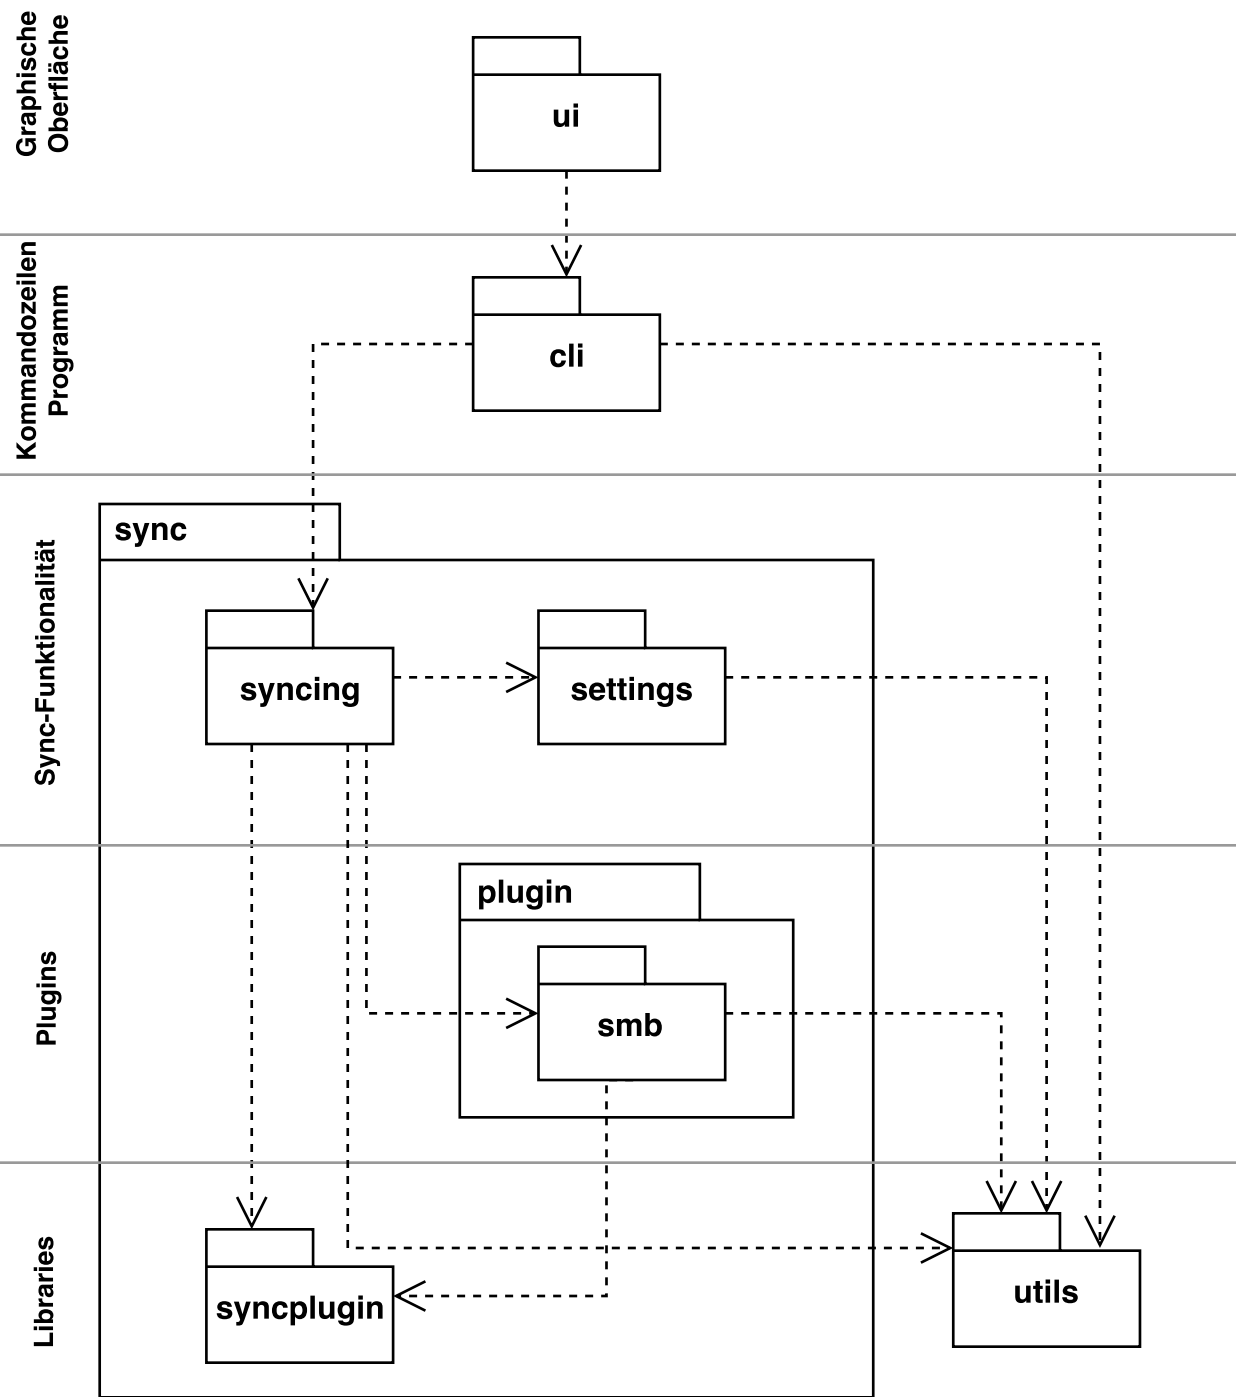 Graphische
Oberfläche
ui
Kommandozeilen
Programm
cli
Sync-Funktionalität
sync
syncing
settings
Plugins
plugin
smb
Libraries
syncplugin
utils